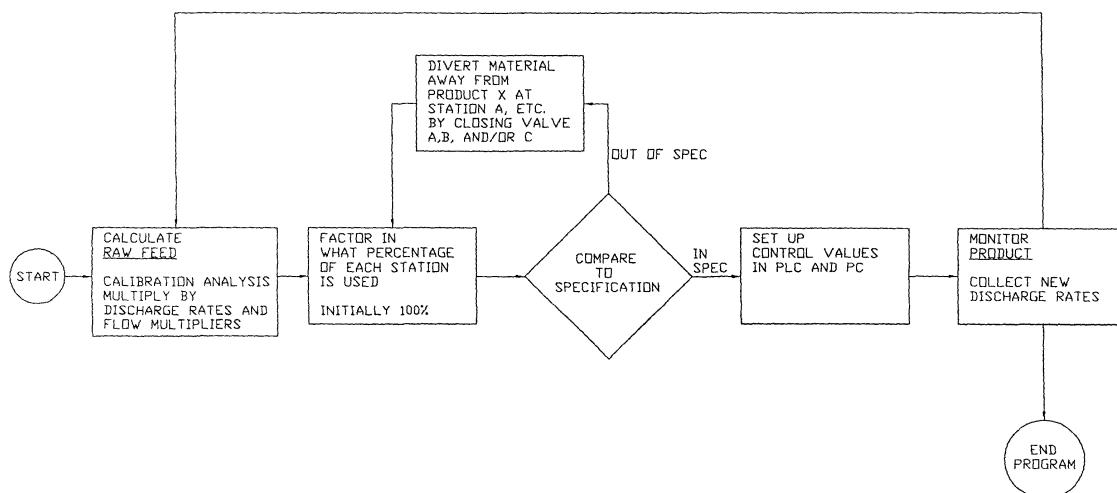 START
CALCULATE
RAW FEED
CALIBRATION ANALYSIS
MULTIPLY BY
DISCHARGE RATES AND
FLOW MULTIPLIERS
FACTOR IN
WHAT PERCENTAGE
OF EACH STATION
IS USED
INITIALLY 100%
DIVERT MATERIAL
AWAY FROM
PRODUCT X AT
STATION A, ETC.
BY CLOSING VALVE
A,B, AND/OR C
OUT OF SPEC
COMPARE
TO
SPECIFICATION
IN
SPEC
SET UP
CONTROL VALUES
IN PLC AND PC
MONITOR
PRODUCT
COLLECT NEW
DISCHARGE RATES
END
PROGRAM